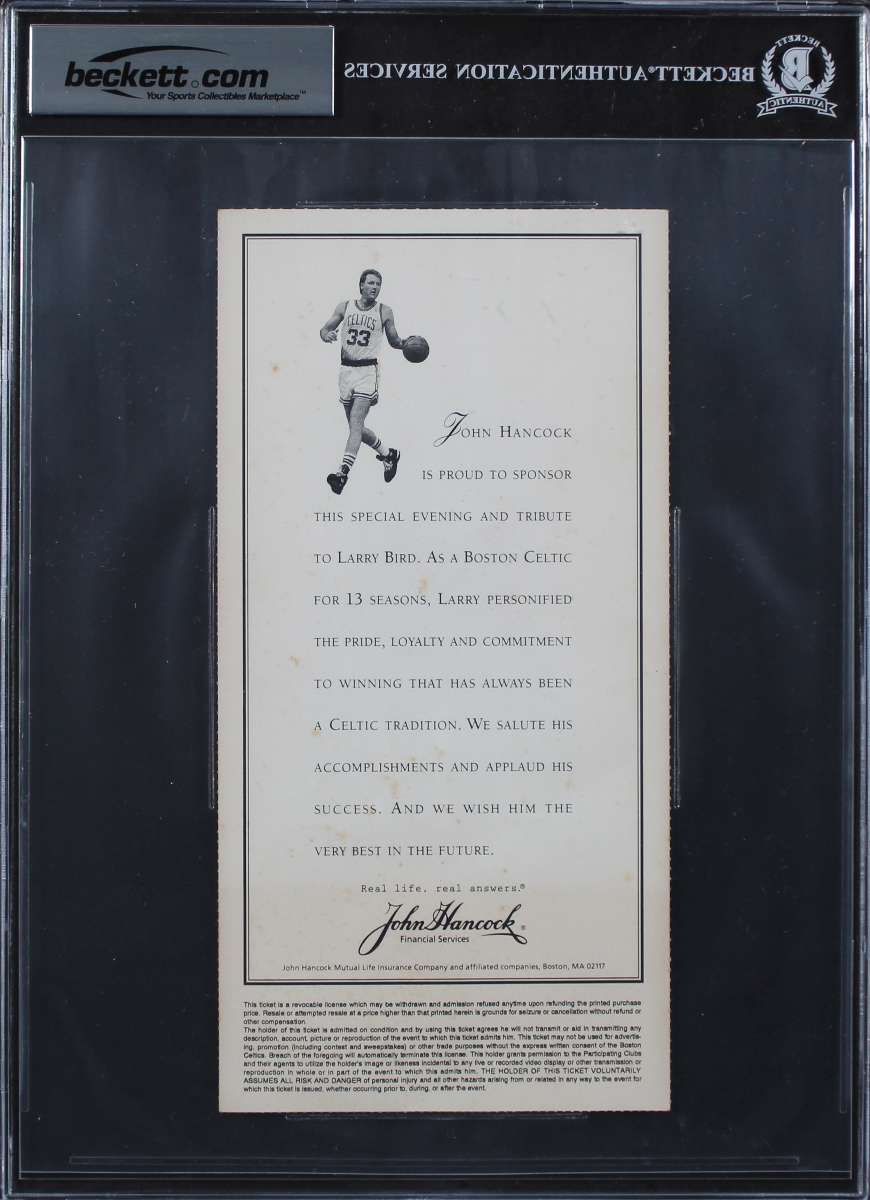 beckett.com
Your Sports Collectibles Marketplace™
BECKETT® AUTHENTICATION SERVICES
BECKETT
B
AUTHENTIC
CELTICS
33
JOHN HANCOCK
IS PROUD TO SPONSOR
THIS SPECIAL EVENING AND TRIBUTE
TO LARRY BIRD. AS A BOSTON CELTIC
FOR 13 SEASONS, LARRY PERSONIFIED
THE PRIDE, LOYALTY AND COMMITMENT
TO WINNING THAT HAS ALWAYS BEEN
A CELTIC TRADITION. WE SALUTE HIS
ACCOMPLISHMENTS AND APPLAUD HIS
SUCCESS. AND WE WISH HIM THE
VERY BEST IN THE FUTURE.
Real life, real answers.®
John Hancock®
Financial Services
John Hancock Mutual Life Insurance Company and affiliated companies, Boston, MA 02117
This ticket is a revocable license which may be withdrawn and admission refused anytime upon refunding the printed purchase
price. Resale or attempted resale at a price higher than that printed herein is grounds for seizure or cancellation without refund or
other compensation.
The holder of this ticket is admitted on condition and by using this ticket agrees he will not transmit or aid in transmitting any
description, account, picture or reproduction of the event to which this ticket admits him. This ticket may not be used for advertis-
ing, promotion (including contest and sweepstakes) or other trade purposes without the express written consent of the Boston
Celtics. Breach of the foregoing will automatically terminate this license. This holder grants permission to the Participating Clubs
and their agents to utilize the holder's image or likeness incidental to any live or recorded video display or other transmission or
reproduction in whole or in part of the event to which this admits him. THE HOLDER OF THIS TICKET VOLUNTARILY
ASSUMES ALL RISK AND DANGER of personal injury and all other hazards arising from or related in any way to the event for
which this ticket is issued, whether occurring prior to, during, or after the event.